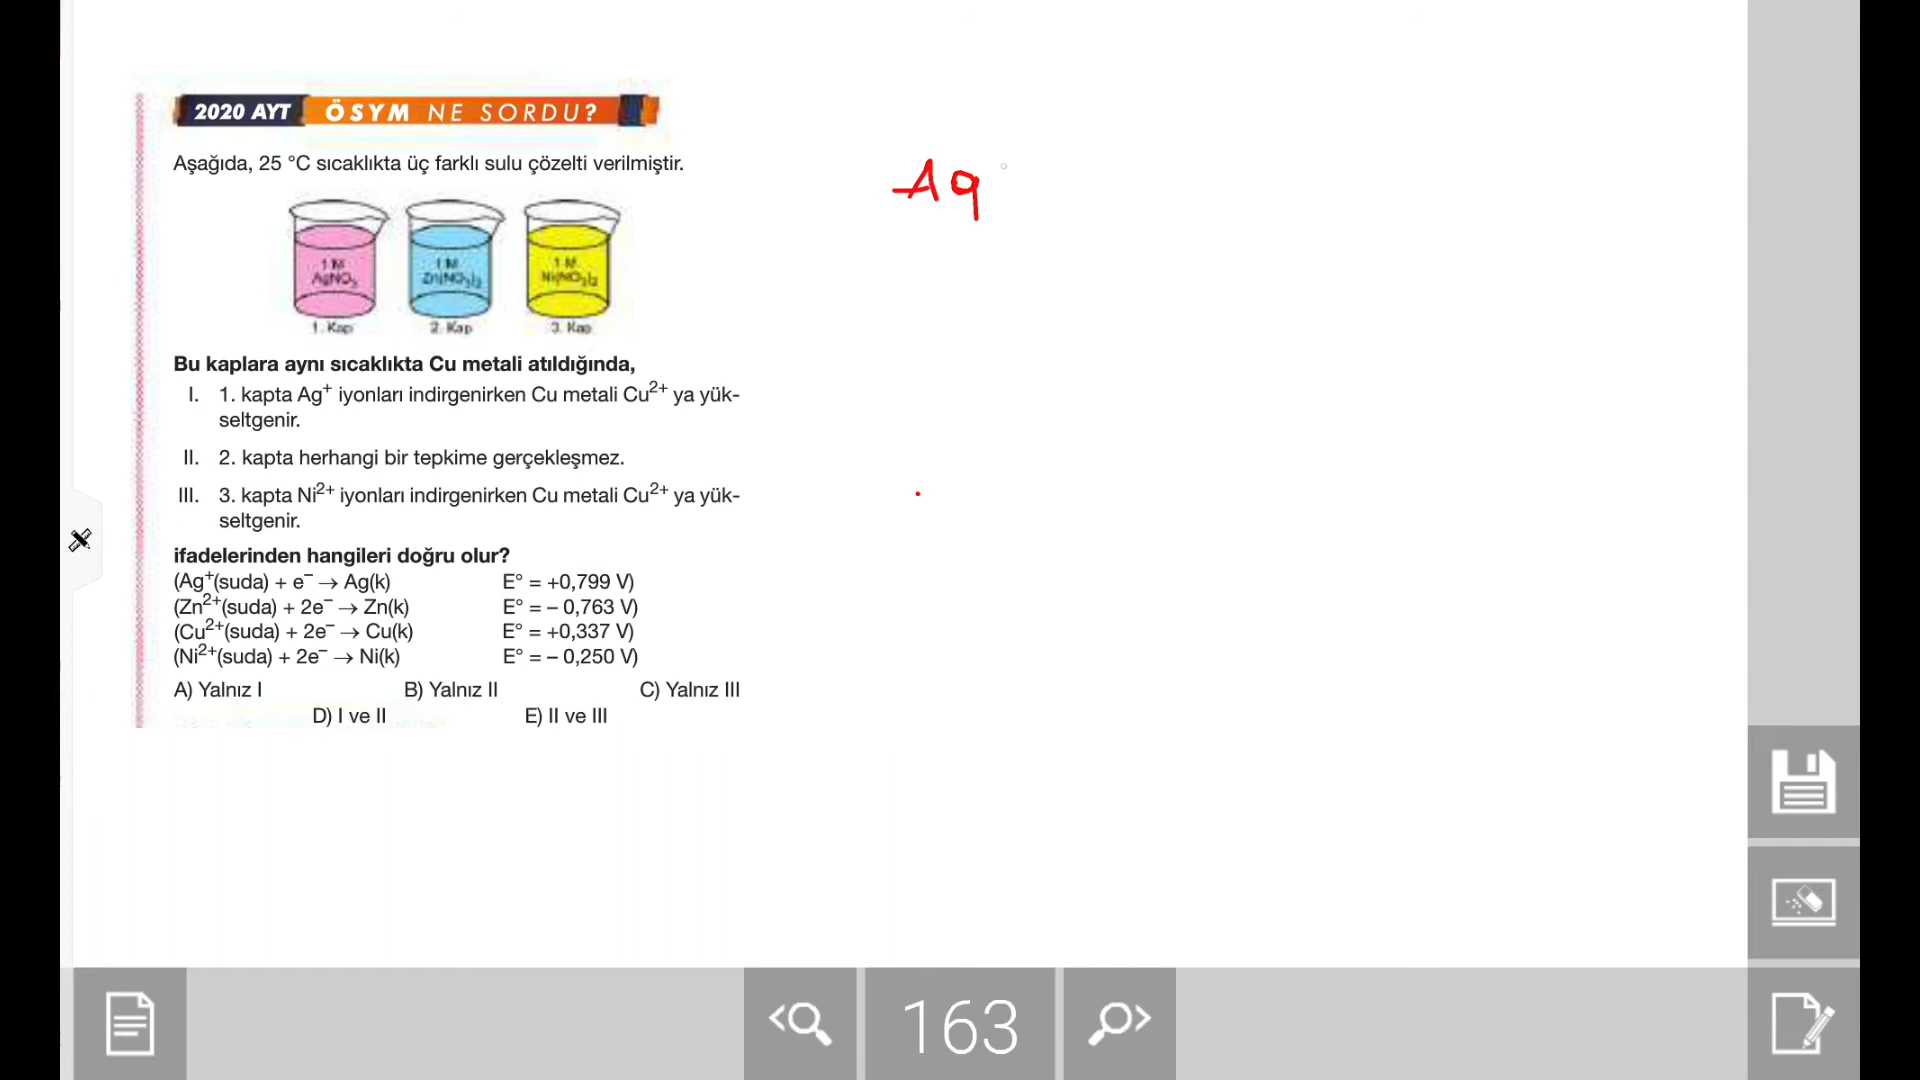 2020 AYT ÖSYM NE SORDU?
Aşağıda, 25 °C sıcaklıkta üç farklı sulu çözelti verilmiştir.
Ag
1 M 1 M 1 M
AgNO₃ Zn(NO₃)₂ Ni(NO₃)₂
1. Kap 2. Kap 3. Kap
Bu kaplara aynı sıcaklıkta Cu metali atıldığında,
I. 1. kapta Ag⁺ iyonları indirgenirken Cu metali Cu²⁺ ya yük-
seltgenir.
II. 2. kapta herhangi bir tepkime gerçekleşmez.
III. 3. kapta Ni²⁺ iyonları indirgenirken Cu metali Cu²⁺ ya yük-
seltgenir.
ifadelerinden hangileri doğru olur?
(Ag⁺(suda) + e⁻ → Ag(k) E° = +0,799 V)
(Zn²⁺(suda) + 2e⁻ → Zn(k) E° = – 0,763 V)
(Cu²⁺(suda) + 2e⁻ → Cu(k) E° = +0,337 V)
(Ni²⁺(suda) + 2e⁻ → Ni(k) E° = – 0,250 V)
A) Yalnız I B) Yalnız II C) Yalnız III
D) I ve II E) II ve III
163